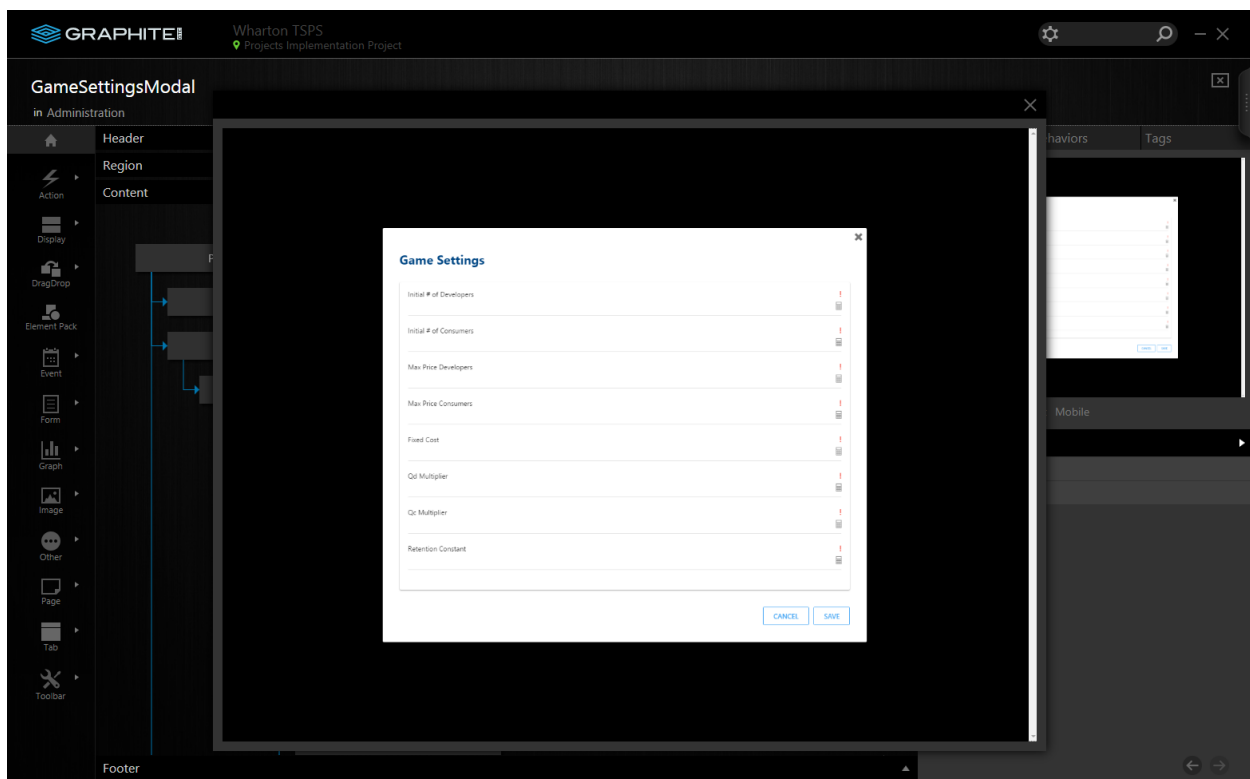 GRAPHITE
Wharton TSPS
Projects Implementation Project
GameSettingsModal
in Administration
Header
Region
Content
Action
Display
DragDrop
Element Pack
Event
Form
Graph
Image
Other
Page
Tab
Toolbar
Game Settings
Initial # of Developers
!
Initial # of Consumers
!
Max Price Developers
!
Max Price Consumers
!
Fixed Cost
!
Qd Multiplier
!
Qc Multiplier
!
Retention Constant
!
CANCEL SAVE
haviors Tags
Mobile
Footer